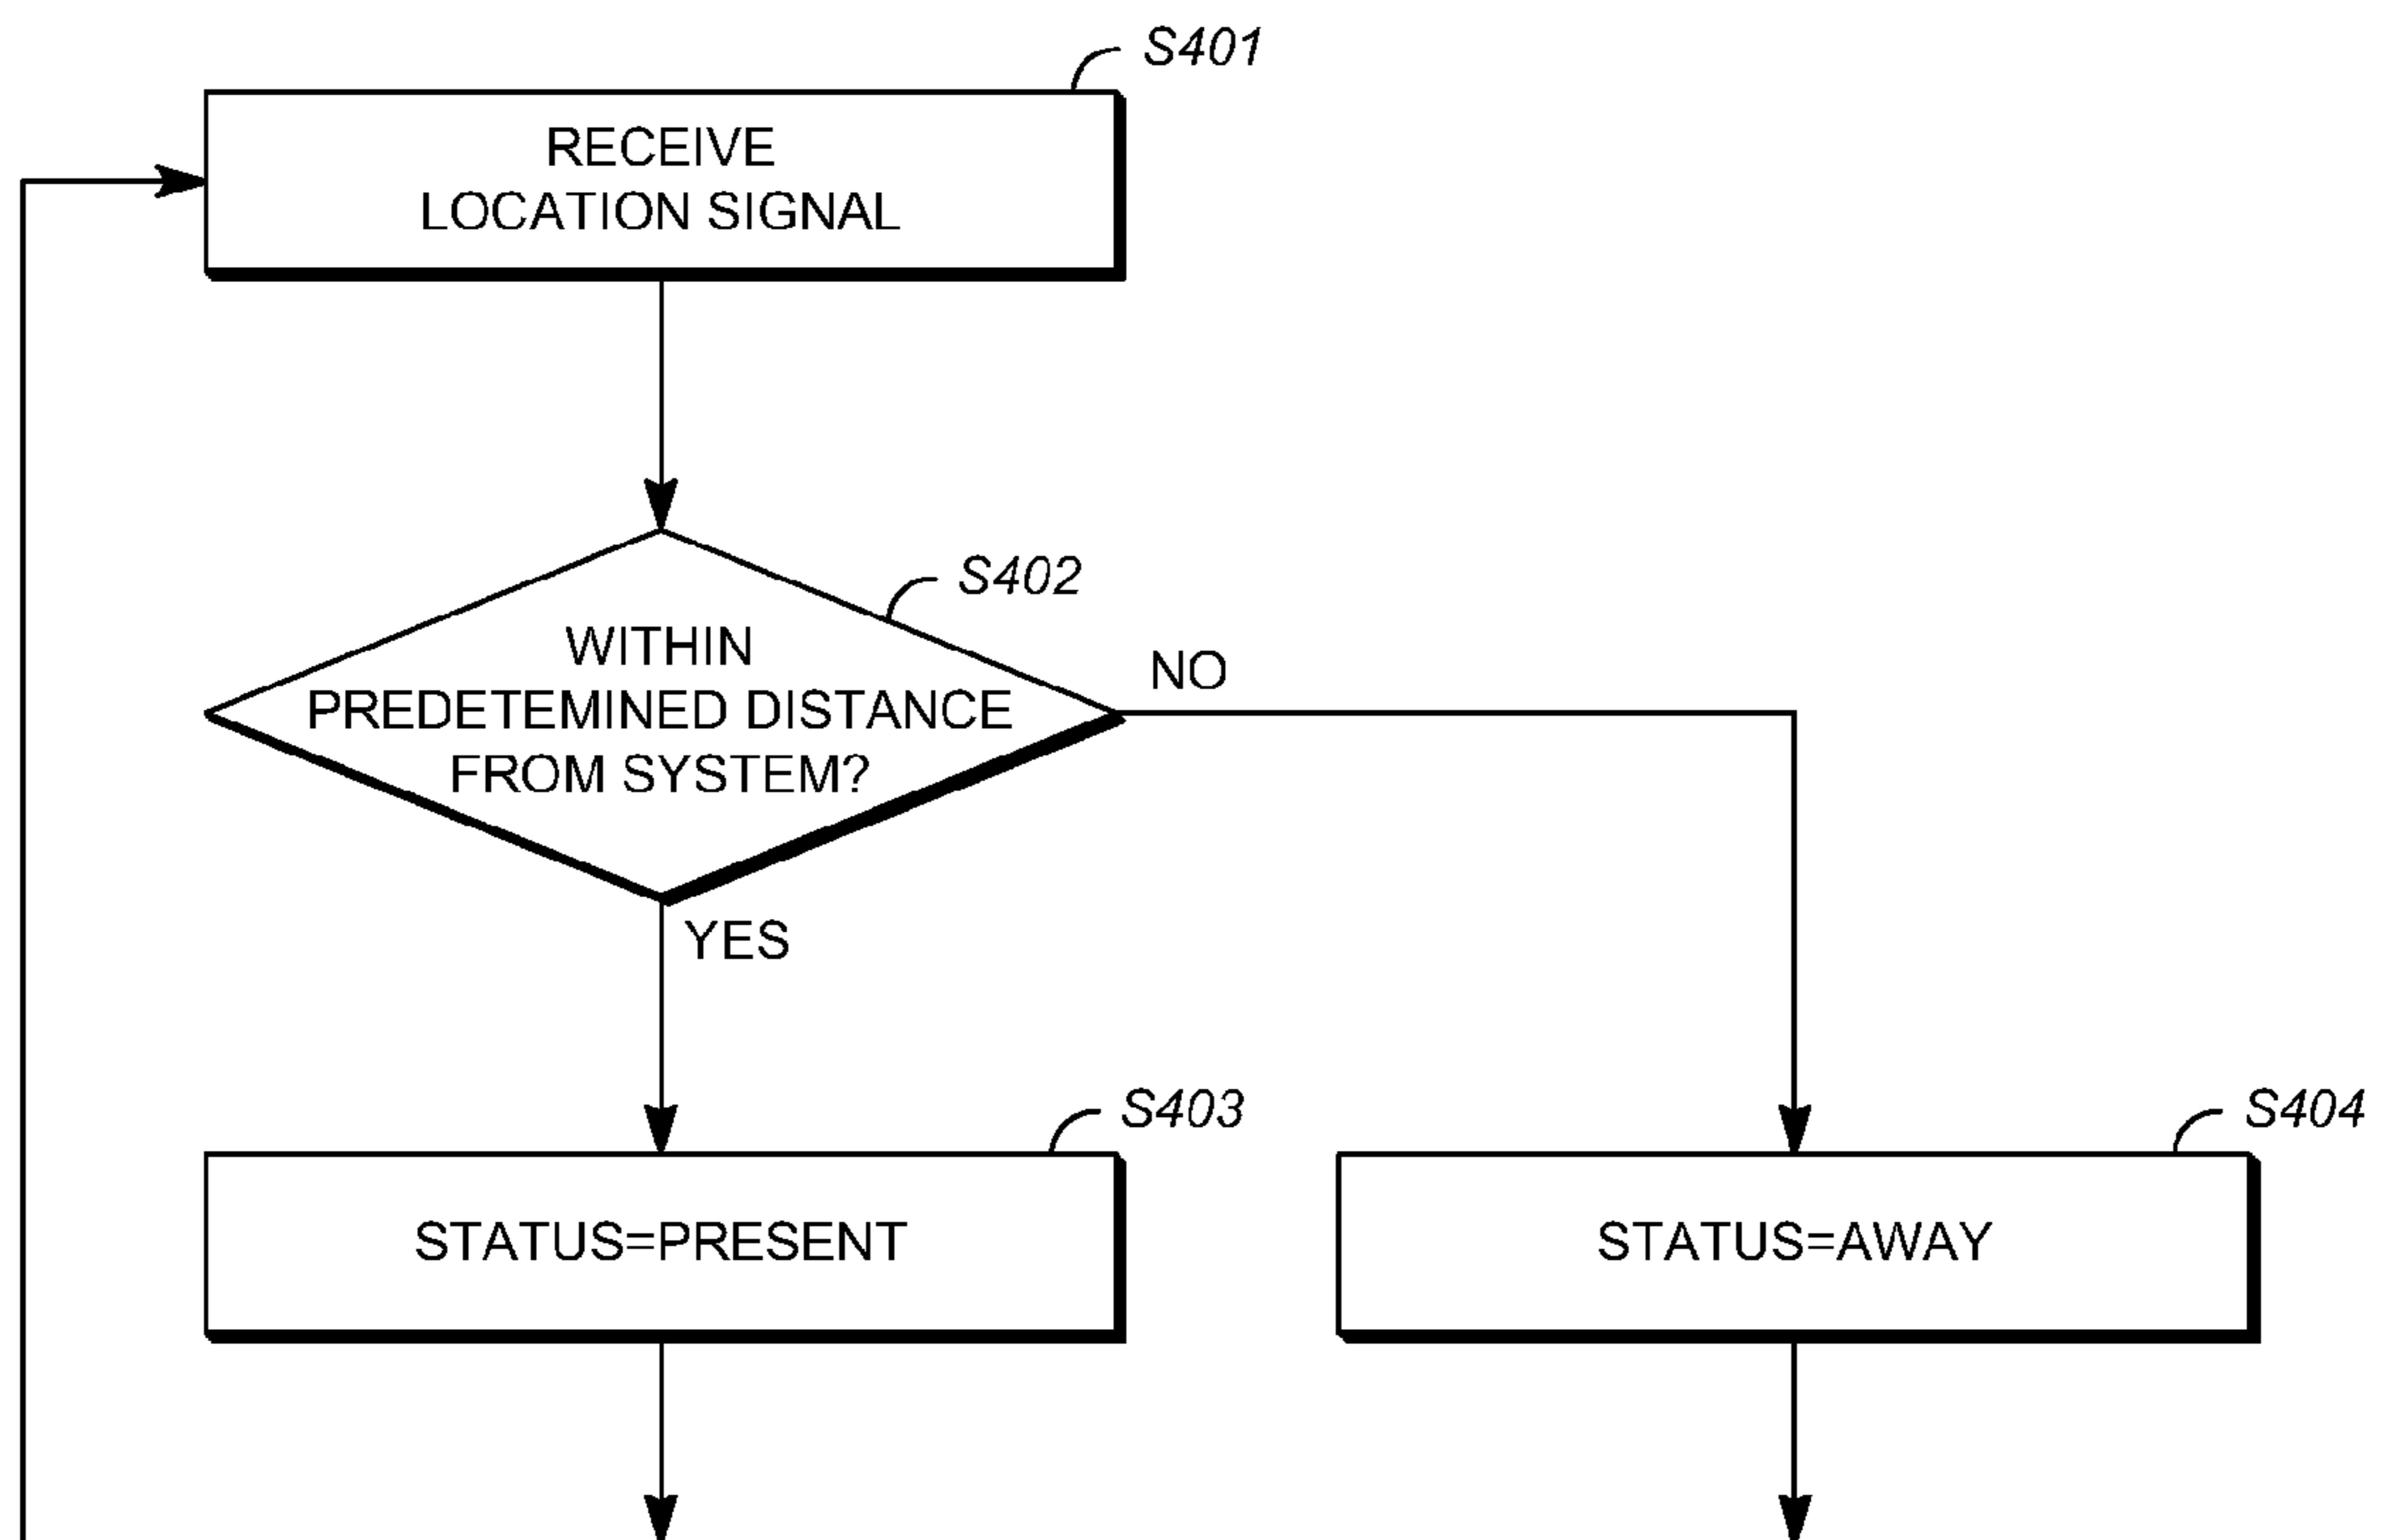 S401
RECEIVE
LOCATION SIGNAL
S402
WITHIN
PREDETEMINED DISTANCE
FROM SYSTEM?
NO
YES
S403
STATUS=PRESENT
S404
STATUS=AWAY